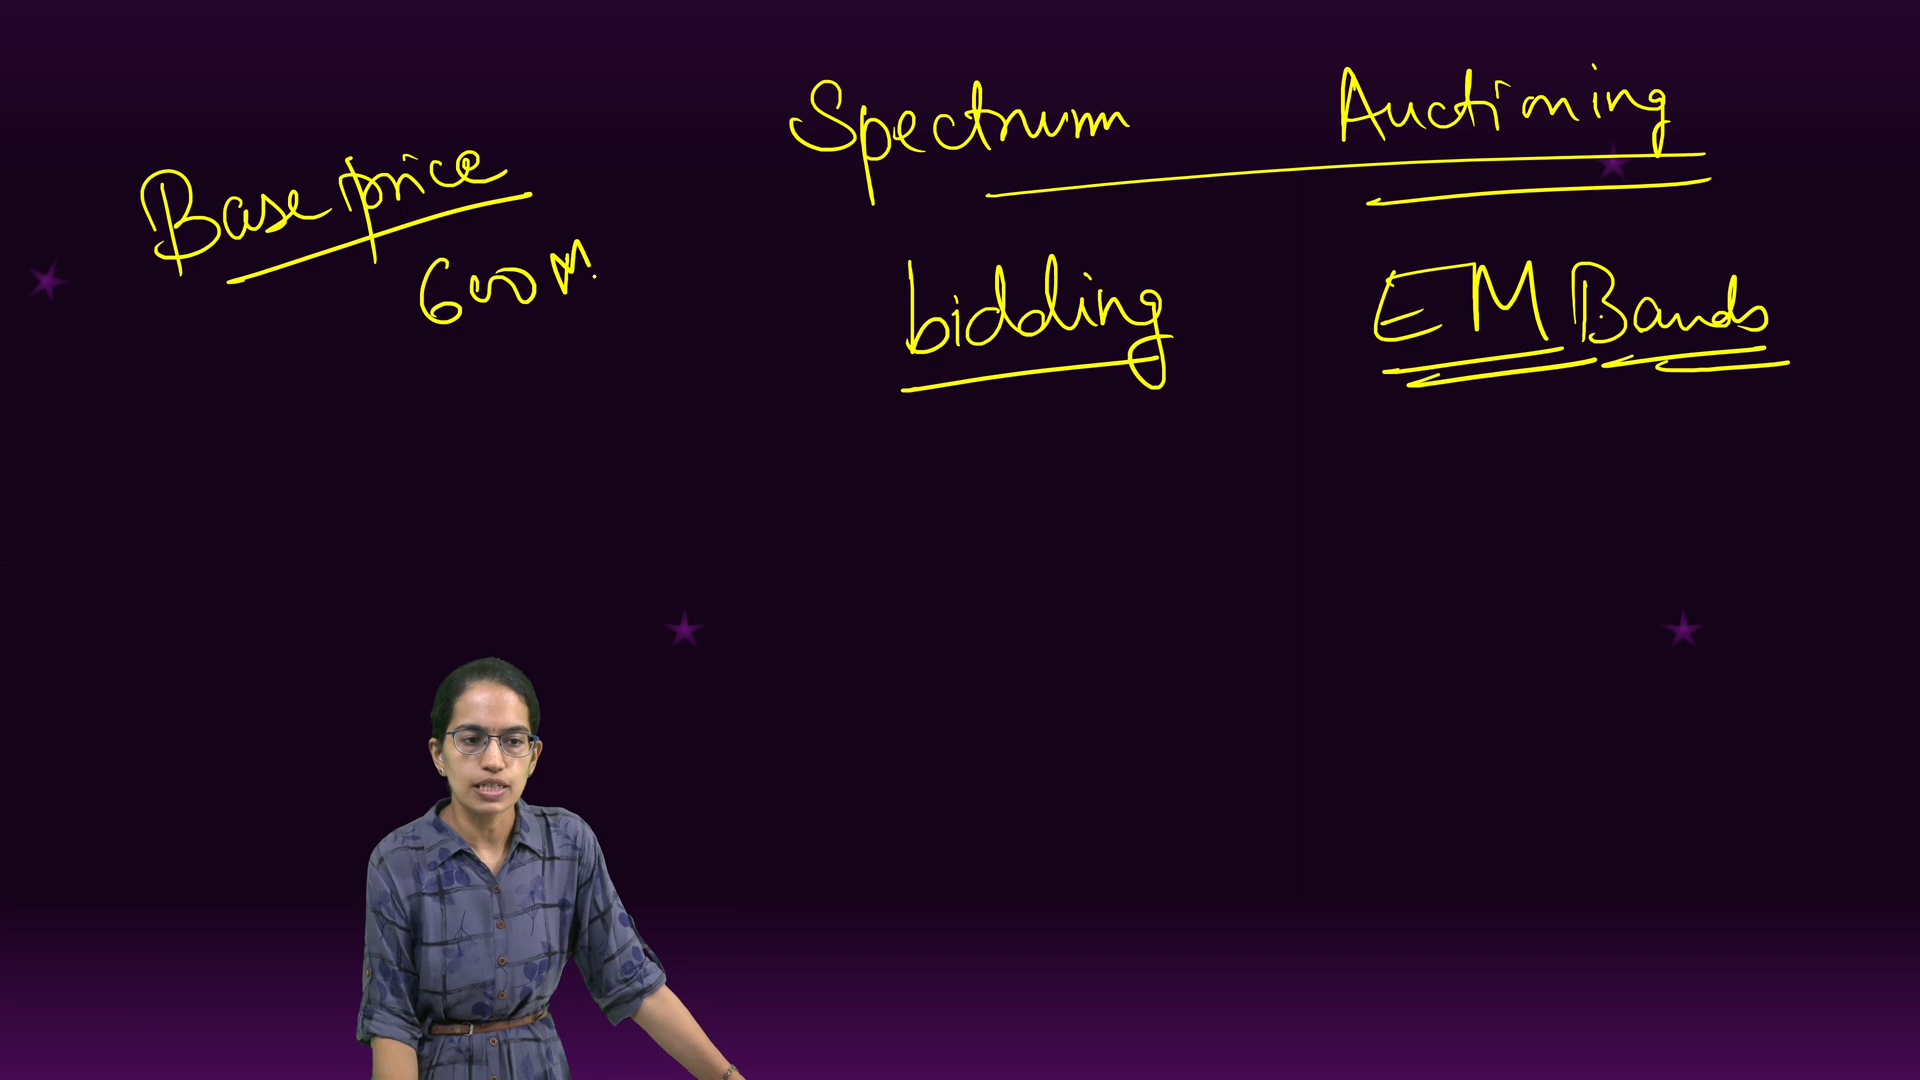 Spectrum Auctioning
Base price
600 M.
bidding EM Bands